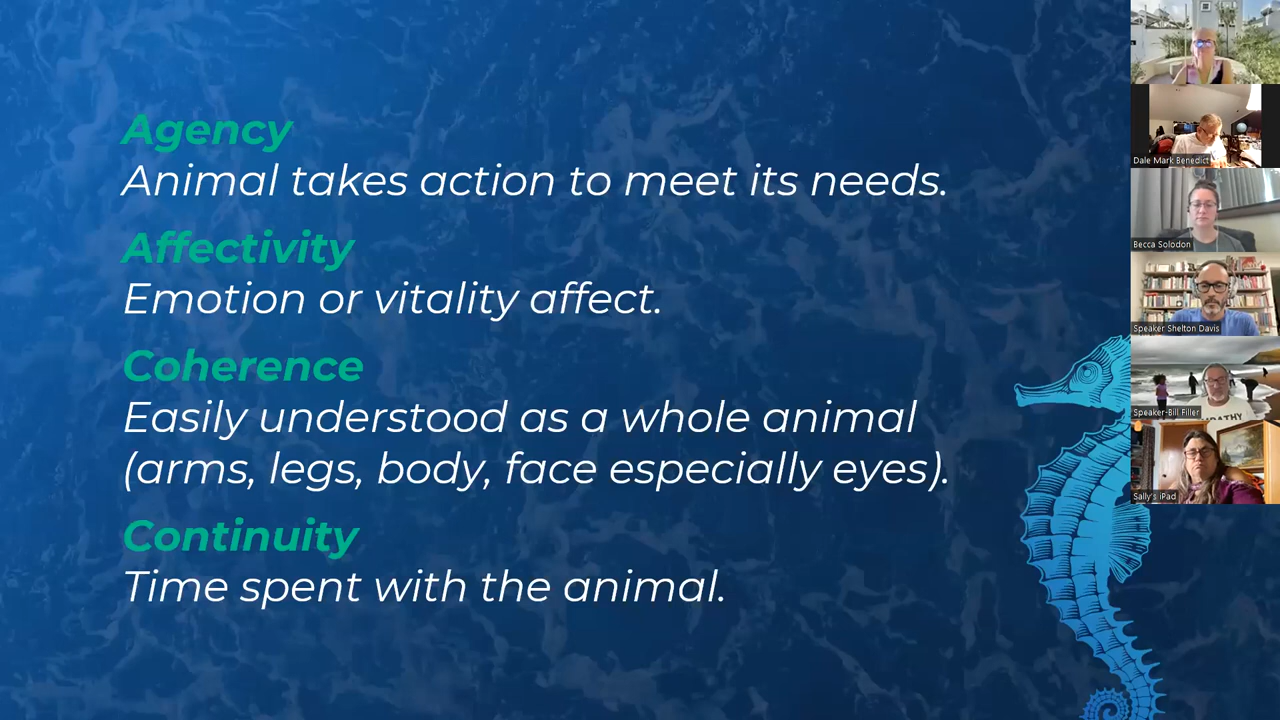 Agency
Animal takes action to meet its needs.
Affectivity
Emotion or vitality affect.
Coherence
Easily understood as a whole animal
(arms, legs, body, face especially eyes).
Continuity
Time spent with the animal.
Dale Mark Benedict
Becca Solodon
Speaker Shelton Davis
Speaker-Bill Filler
Sally's iPad